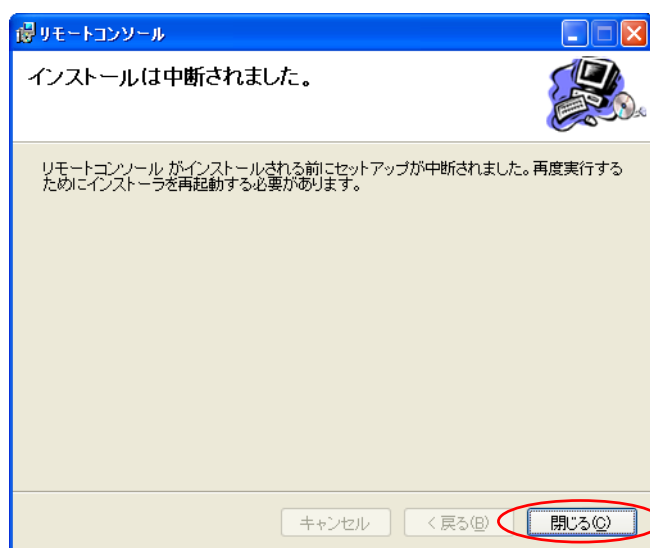 リモートコンソール
インストールは中断されました。
リモートコンソール がインストールされる前にセットアップが中断されました。再度実行する
ためにインストーラを再起動する必要があります。
キャンセル
< 戻る(B)
閉じる(C)